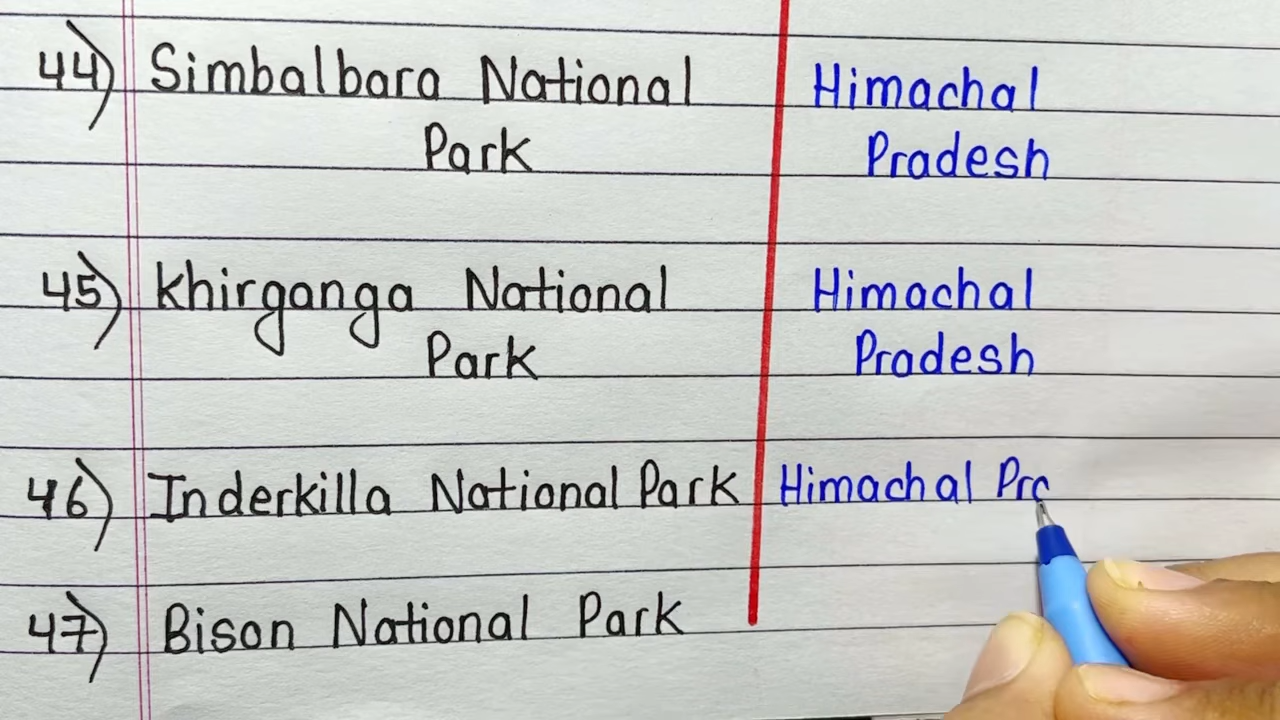 44) Simbalbara National Himachal
Park Pradesh
45) Khirganga National Himachal
Park Pradesh
46) Inderkilla National Park Himachal Pra
47) Bison National Park